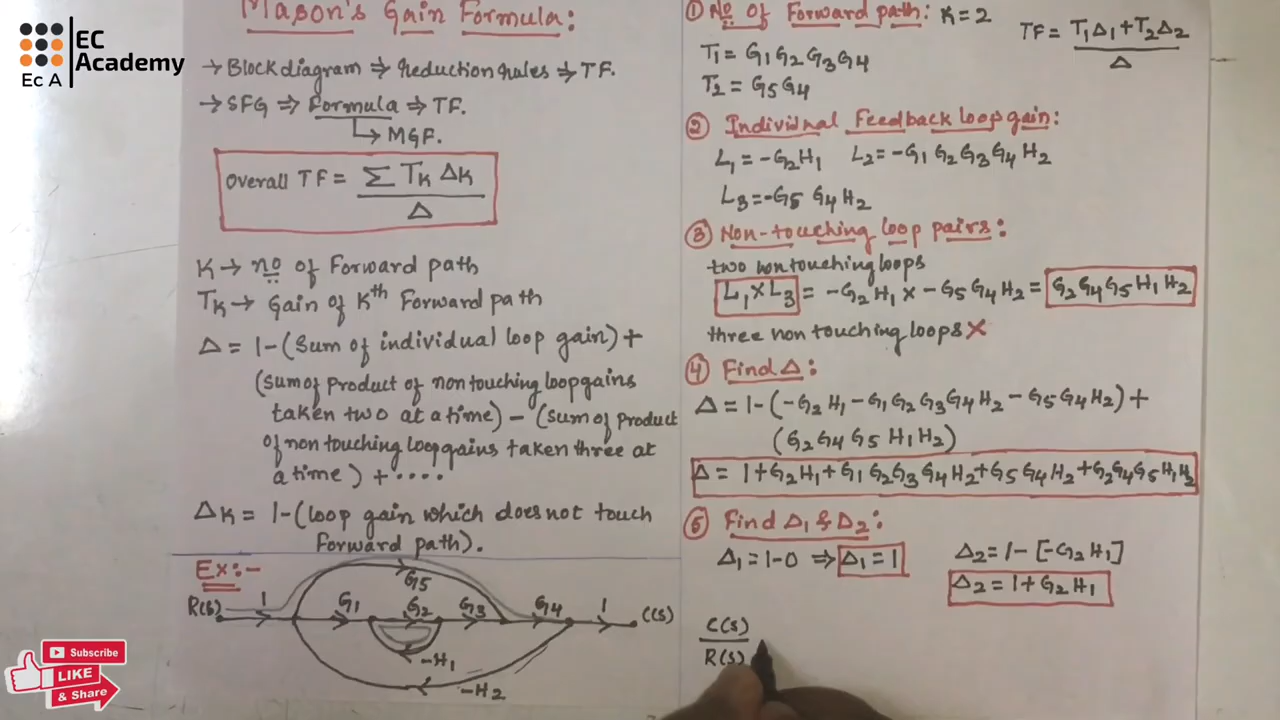 EC
Academy
Ec A
Mason's Gain Formula:
→ Block diagram ⇒ Reduction rules ⇒ TF.
→ SFG ⇒ Formula ⇒ TF.
↳ MGF.
Overall TF = Σ TK ΔK / Δ
K → no of Forward path
TK → Gain of Kth Forward path
Δ = 1-(Sum of individual loop gain) +
(sum of product of non touching loop gains
taken two at a time) - (sum of product
of non touching loop gains taken three at
a time) + ....
ΔK = 1-(loop gain which does not touch
Forward path).
Ex:-
G5
R(s) 1 G1 G2 G3 G4 1 C(s)
-H1
-H2
Subscribe
LIKE
& Share
① No of Forward path: K=2
TF = T1Δ1+T2Δ2 / Δ
T1 = G1G2G3G4
T2 = G5G4
② Individual Feedback loop gain:
L1 = -G2H1 L2 = -G1G2G3G4H2
L3 = -G5G4H2
③ Non-touching loop pairs:
two non touching loops
L1×L3 = -G2H1 × -G5G4H2 = G2G4G5H1H2
three non touching loops ×
④ Find Δ:
Δ = 1-(-G2H1-G1G2G3G4H2-G5G4H2)+
(G2G4G5H1H2)
Δ = 1+G2H1+G1G2G3G4H2+G5G4H2+G2G4G5H1H2
⑤ Find Δ1 & Δ2:
Δ1=1-0 ⇒ Δ1=1 Δ2=1-[-G2H1]
Δ2=1+G2H1
C(s)
R(s)